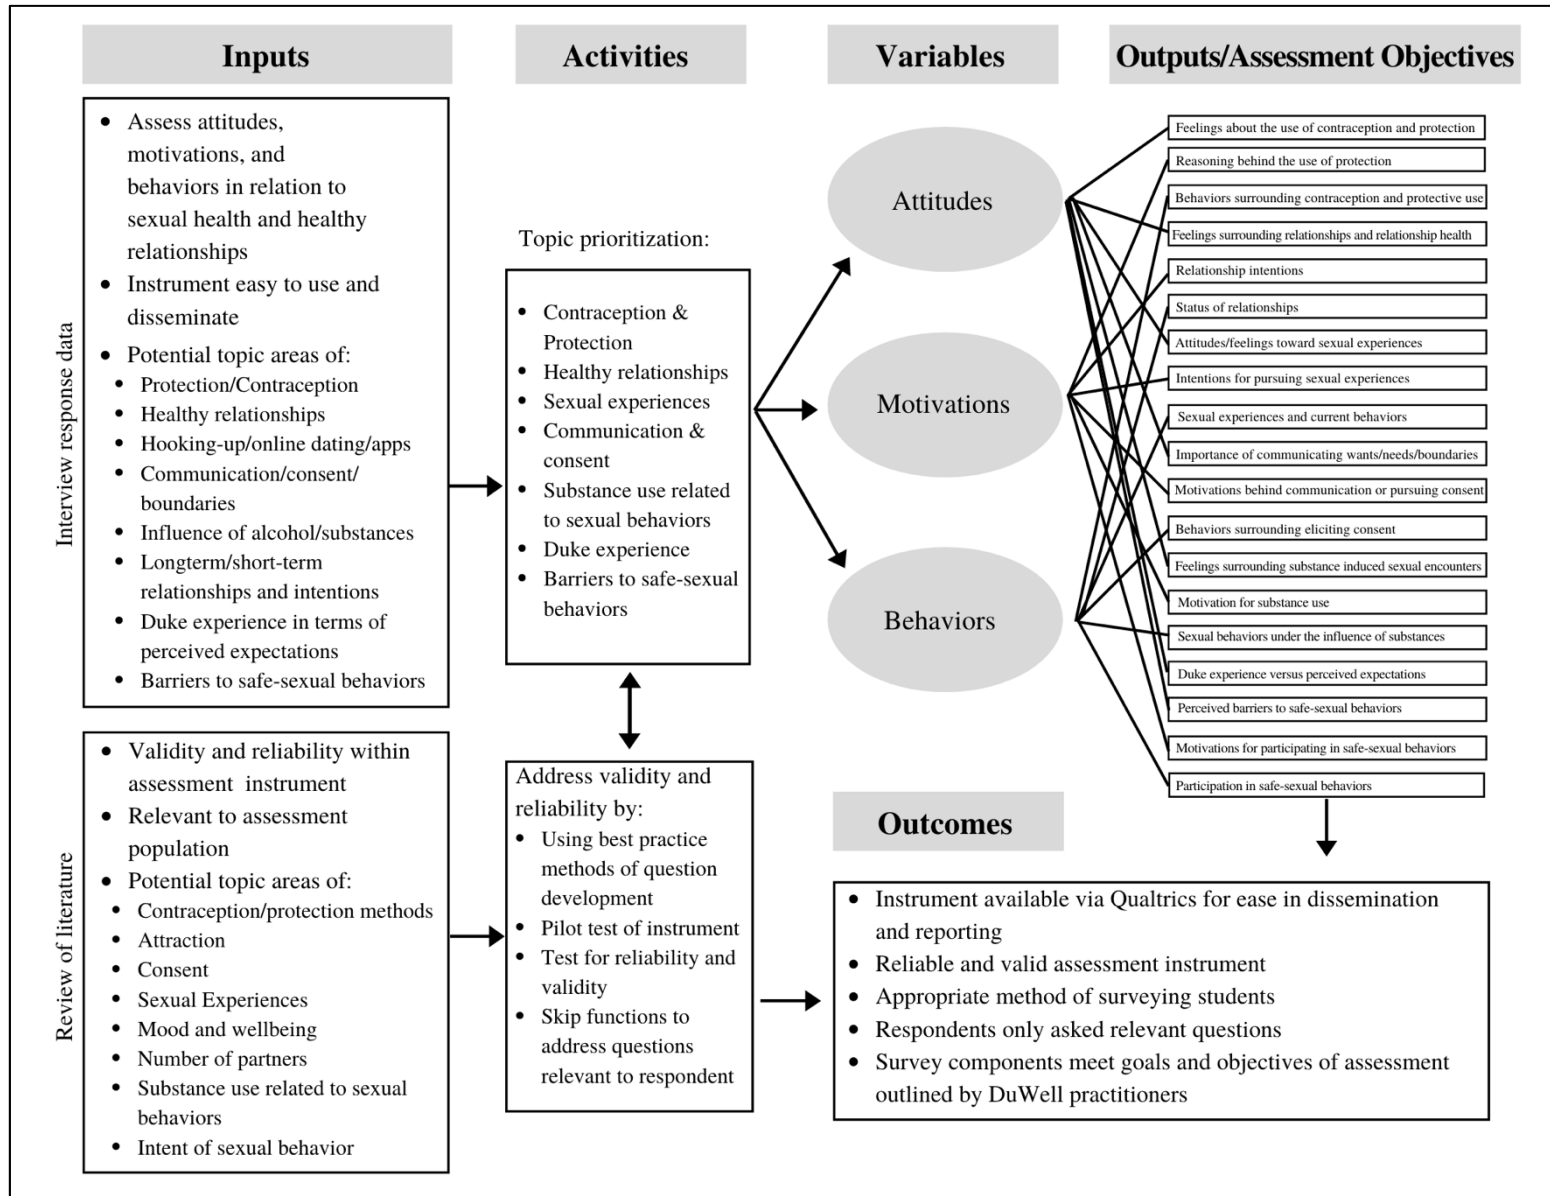 Inputs
Activities
Variables
Outputs/Assessment Objectives
Interview response data
• Assess attitudes,
motivations, and
behaviors in relation to
sexual health and healthy
relationships
• Instrument easy to use and
disseminate
• Potential topic areas of:
• Protection/Contraception
• Healthy relationships
• Hooking-up/online dating/apps
• Communication/consent/
boundaries
• Influence of alcohol/substances
• Longterm/short-term
relationships and intentions
• Duke experience in terms of
perceived expectations
• Barriers to safe-sexual behaviors
Review of literature
• Validity and reliability within
assessment instrument
• Relevant to assessment
population
• Potential topic areas of:
• Contraception/protection methods
• Attraction
• Consent
• Sexual Experiences
• Mood and wellbeing
• Number of partners
• Substance use related to sexual
behaviors
• Intent of sexual behavior
Topic prioritization:
• Contraception &
Protection
• Healthy relationships
• Sexual experiences
• Communication &
consent
• Substance use related
to sexual behaviors
• Duke experience
• Barriers to safe-sexual
behaviors
Address validity and
reliability by:
• Using best practice
methods of question
development
• Pilot test of instrument
• Test for reliability and
validity
• Skip functions to
address questions
relevant to respondent
Attitudes
Motivations
Behaviors
Feelings about the use of contraception and protection
Reasoning behind the use of protection
Behaviors surrounding contraception and protective use
Feelings surrounding relationships and relationship health
Relationship intentions
Status of relationships
Attitudes/feelings toward sexual experiences
Intentions for pursuing sexual experiences
Sexual experiences and current behaviors
Importance of communicating wants/needs/boundaries
Motivations behind communication or pursuing consent
Behaviors surrounding eliciting consent
Feelings surrounding substance induced sexual encounters
Motivation for substance use
Sexual behaviors under the influence of substances
Duke experience versus perceived expectations
Perceived barriers to safe-sexual behaviors
Motivations for participating in safe-sexual behaviors
Participation in safe-sexual behaviors
Outcomes
• Instrument available via Qualtrics for ease in dissemination
and reporting
• Reliable and valid assessment instrument
• Appropriate method of surveying students
• Respondents only asked relevant questions
• Survey components meet goals and objectives of assessment
outlined by DuWell practitioners